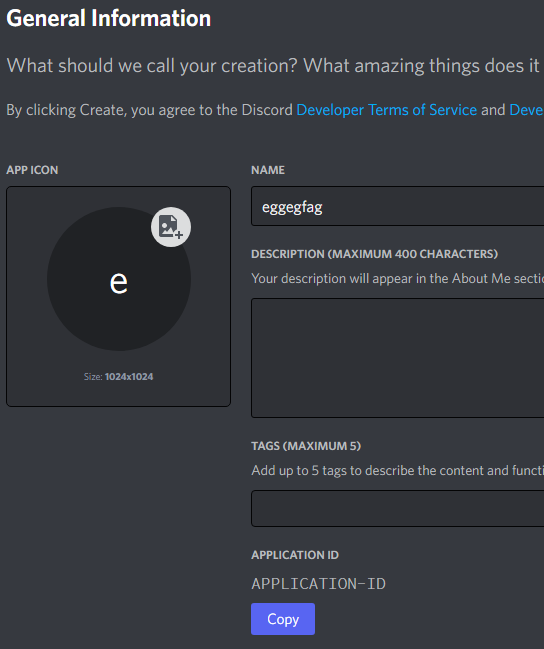 General Information
What should we call your creation? What amazing things does it
By clicking Create, you agree to the Discord Developer Terms of Service and Deve
APP ICON
e
Size: 1024x1024
NAME
eggegfag
DESCRIPTION (MAXIMUM 400 CHARACTERS)
Your description will appear in the About Me secti
TAGS (MAXIMUM 5)
Add up to 5 tags to describe the content and functi
APPLICATION ID
APPLICATION-ID
Copy